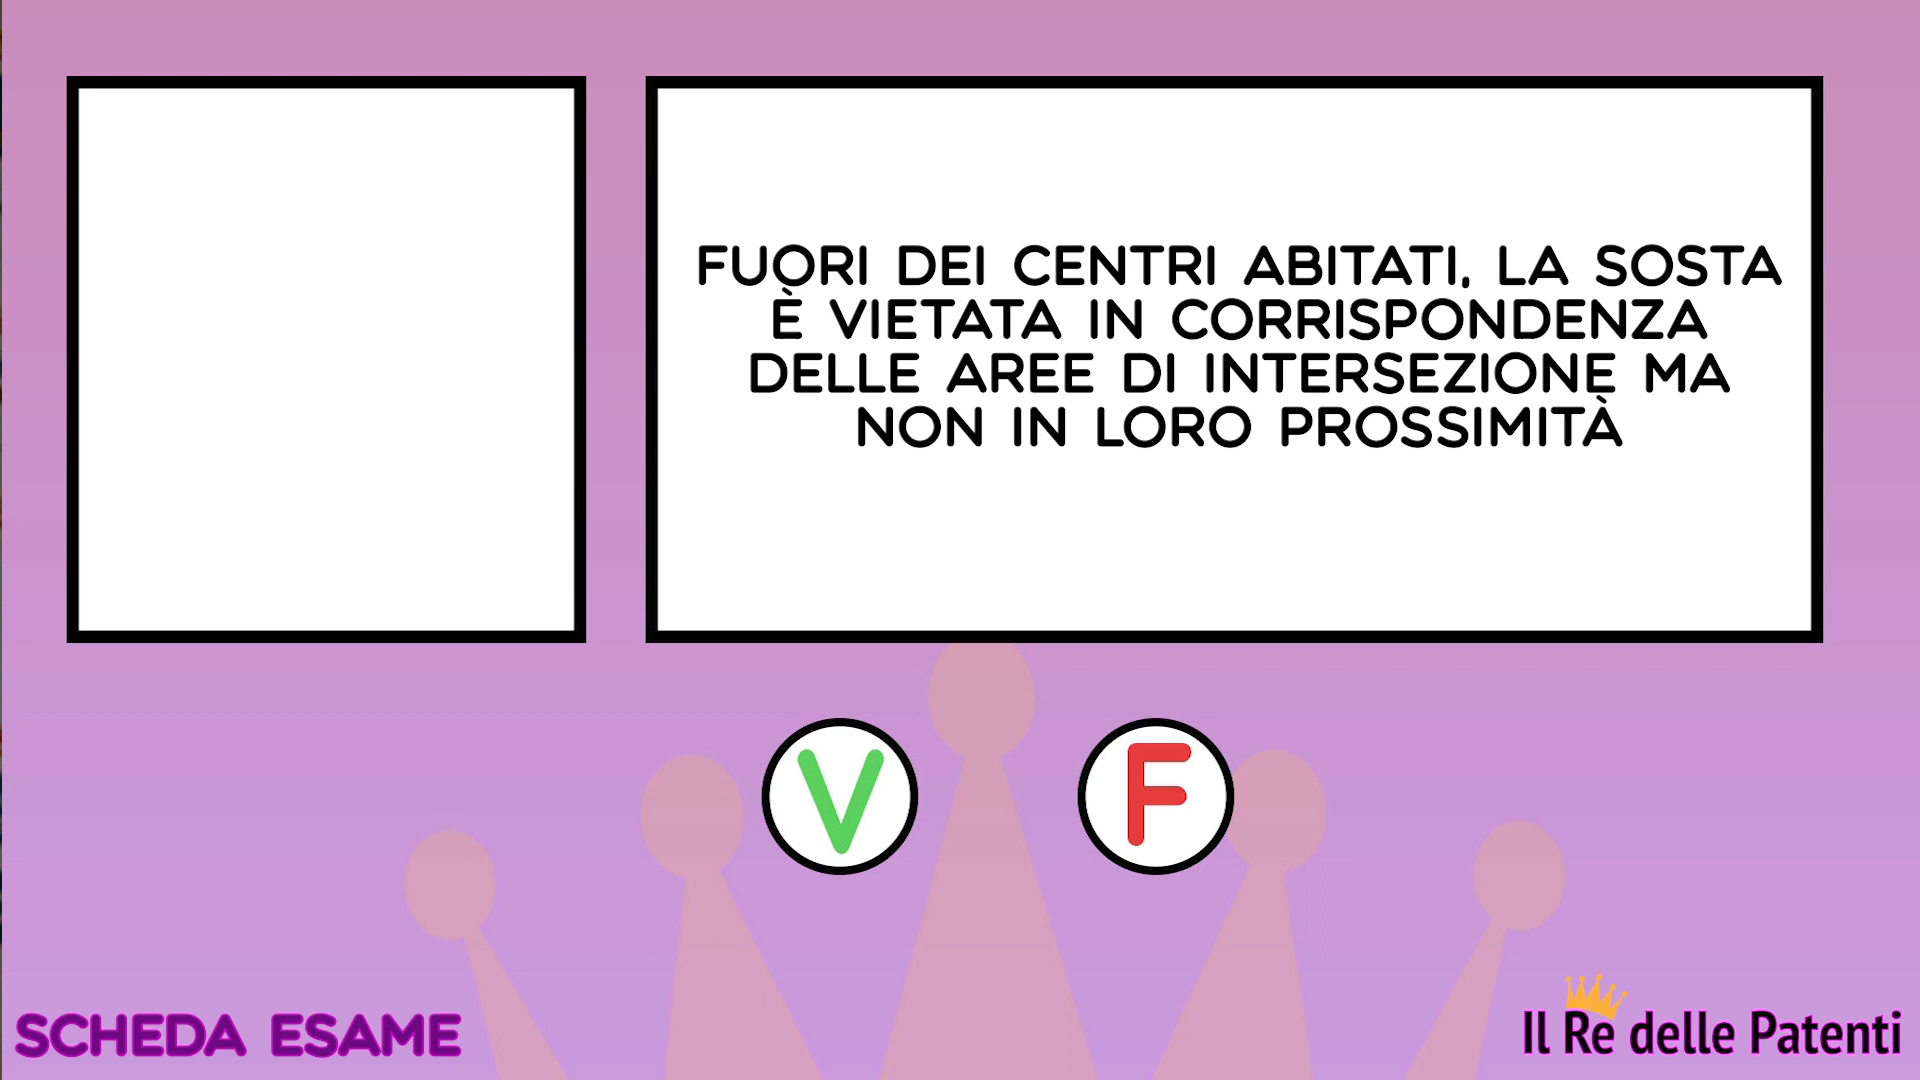 FUORI DEI CENTRI ABITATI, LA SOSTA
È VIETATA IN CORRISPONDENZA
DELLE AREE DI INTERSEZIONE MA
NON IN LORO PROSSIMITÀ
V
F
SCHEDA ESAME
Il Re delle Patenti